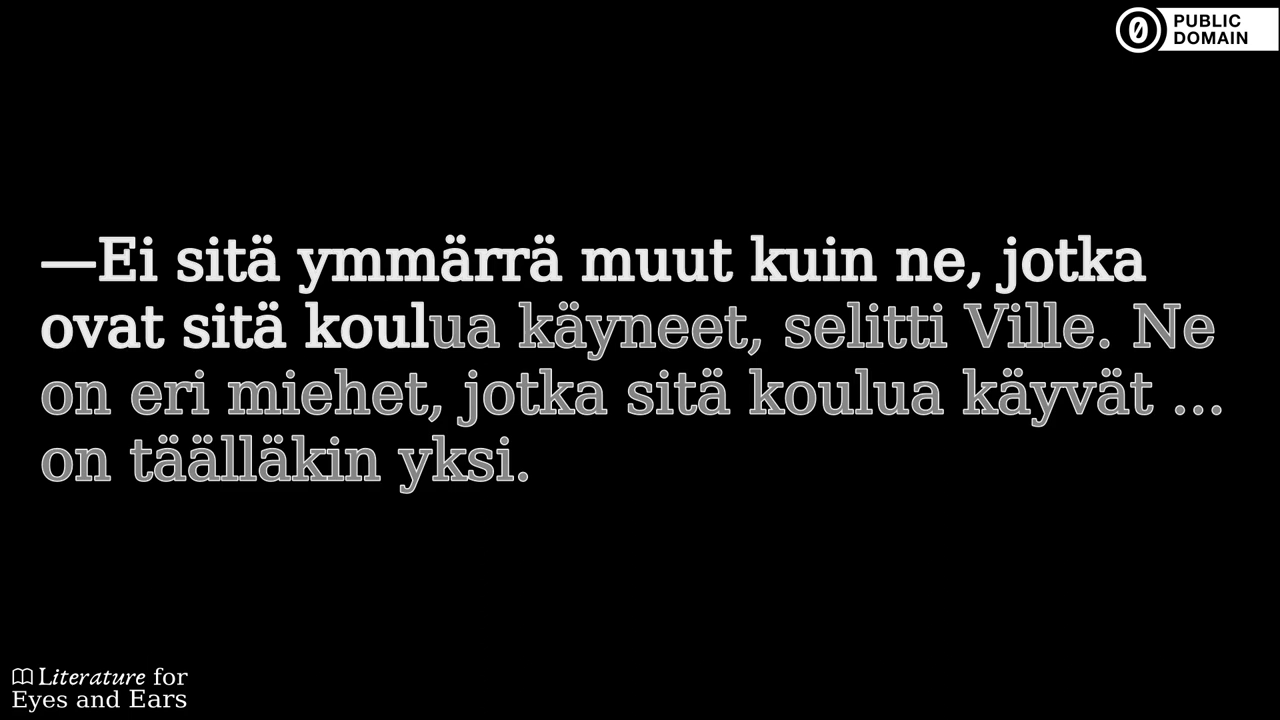 PUBLIC
DOMAIN
—Ei sitä ymmärrä muut kuin ne, jotka
ovat sitä koulua käyneet, selitti Ville. Ne
on eri miehet, jotka sitä koulua käyvät ...
on täälläkin yksi.
Literature for
Eyes and Ears